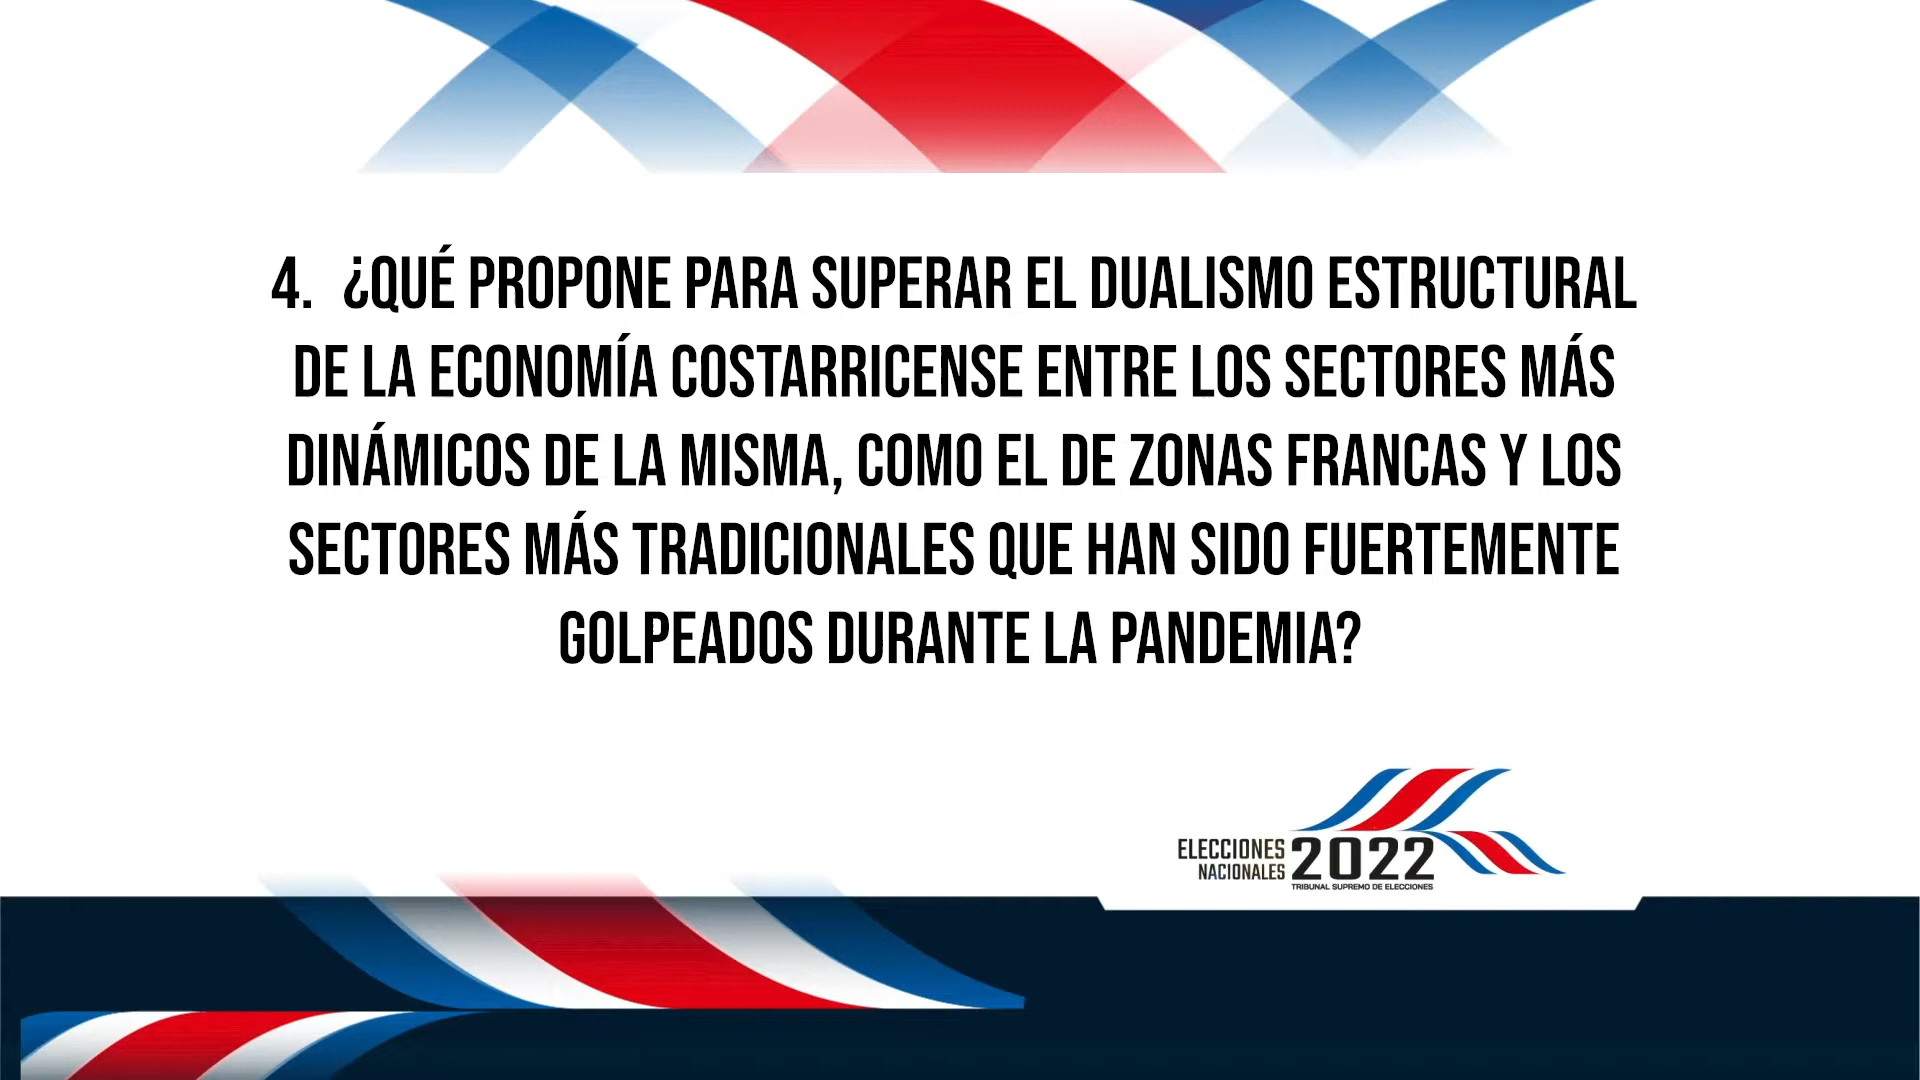 4. ¿QUÉ PROPONE PARA SUPERAR EL DUALISMO ESTRUCTURAL
DE LA ECONOMÍA COSTARRICENSE ENTRE LOS SECTORES MÁS
DINÁMICOS DE LA MISMA, COMO EL DE ZONAS FRANCAS Y LOS
SECTORES MÁS TRADICIONALES QUE HAN SIDO FUERTEMENTE
GOLPEADOS DURANTE LA PANDEMIA?
ELECCIONES
NACIONALES
2022
TRIBUNAL SUPREMO DE ELECCIONES